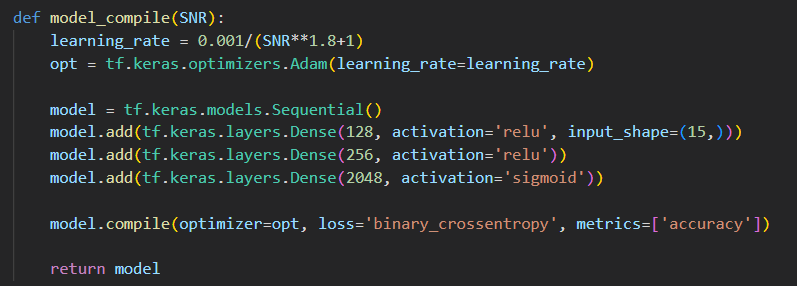 def model_compile(SNR):
    learning_rate = 0.001/(SNR**1.8+1)
    opt = tf.keras.optimizers.Adam(learning_rate=learning_rate)

    model = tf.keras.models.Sequential()
    model.add(tf.keras.layers.Dense(128, activation='relu', input_shape=(15,)))
    model.add(tf.keras.layers.Dense(256, activation='relu'))
    model.add(tf.keras.layers.Dense(2048, activation='sigmoid'))

    model.compile(optimizer=opt, loss='binary_crossentropy', metrics=['accuracy'])

    return model